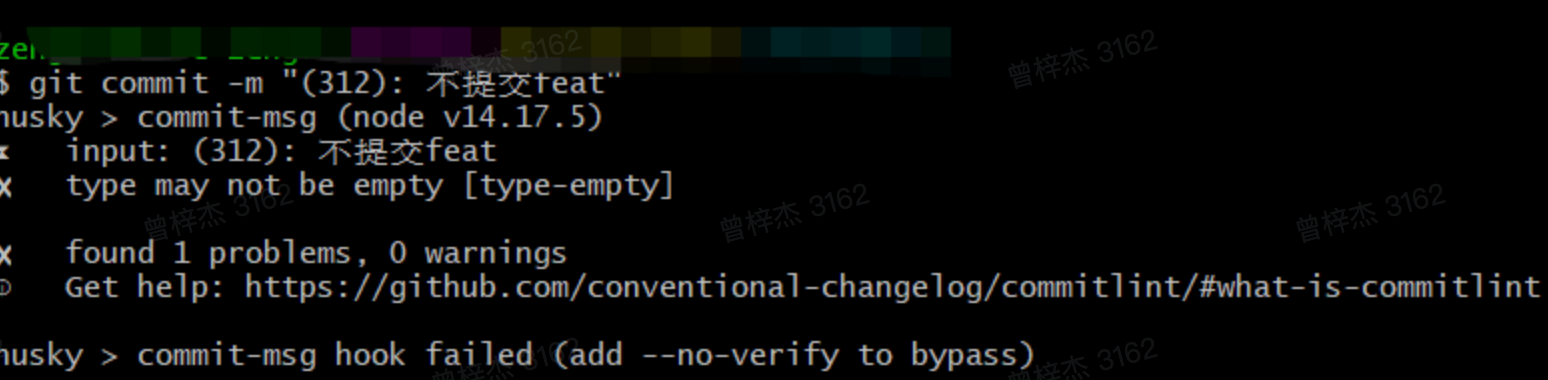 zeng
$ git commit -m "(312): 不提交feat"
husky > commit-msg (node v14.17.5)
input: (312): 不提交feat
✖ type may not be empty [type-empty]
✖ found 1 problems, 0 warnings
ⓘ Get help: https://github.com/conventional-changelog/commitlint/#what-is-commitlint
husky > commit-msg hook failed (add --no-verify to bypass)
曾梓杰 3162
曾梓杰 3162
曾梓杰 3162
曾梓杰 3162
曾梓杰 3162
曾梓杰 3162
曾梓杰 3162